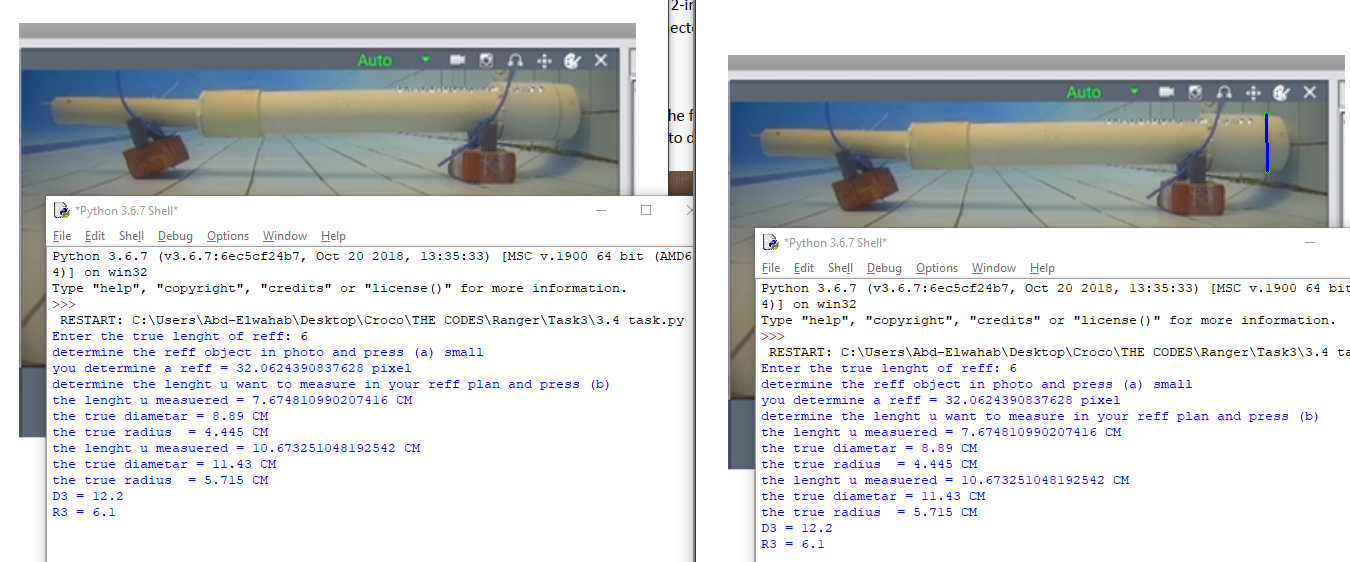 2-i
ecte
Auto
he f
to d
*Python 3.6.7 Shell*
File Edit Shell Debug Options Window Help
Python 3.6.7 (v3.6.7:6ec5cf24b7, Oct 20 2018, 13:35:33) [MSC v.1900 64 bit (AMD6
4)] on win32
Type "help", "copyright", "credits" or "license()" for more information.
>>>
RESTART: C:\Users\Abd-Elwahab\Desktop\Croco\THE CODES\Ranger\Task3\3.4 task.py
Enter the true lenght of reff: 6
determine the reff object in photo and press (a) small
you determine a reff = 32.0624390837628 pixel
determine the lenght u want to measure in your reff plan and press (b)
the lenght u measuered = 7.674810990207416 CM
the true diametar = 8.89 CM
the true radius  = 4.445 CM
the lenght u measuered = 10.673251048192542 CM
the true diametar = 11.43 CM
the true radius  = 5.715 CM
D3 = 12.2
R3 = 6.1
Auto
*Python 3.6.7 Shell*
File Edit Shell Debug Options Window Help
Python 3.6.7 (v3.6.7:6ec5cf24b7, Oct 20 2018, 13:35:33) [MSC v.1900 64 bit
4)] on win32
Type "help", "copyright", "credits" or "license()" for more information.
>>>
RESTART: C:\Users\Abd-Elwahab\Desktop\Croco\THE CODES\Ranger\Task3\3.4 ta
Enter the true lenght of reff: 6
determine the reff object in photo and press (a) small
you determine a reff = 32.0624390837628 pixel
determine the lenght u want to measure in your reff plan and press (b)
the lenght u measuered = 7.674810990207416 CM
the true diametar = 8.89 CM
the true radius  = 4.445 CM
the lenght u measuered = 10.673251048192542 CM
the true diametar = 11.43 CM
the true radius  = 5.715 CM
D3 = 12.2
R3 = 6.1